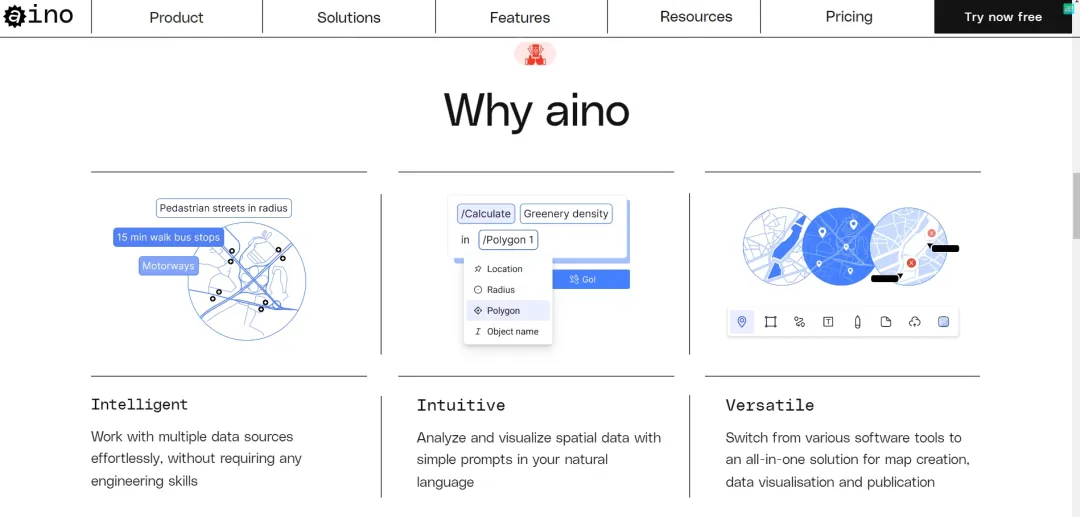 aino
Product
Solutions
Features
Resources
Pricing
Try now free
Why aino
Pedastrian streets in radius
15 min walk bus stops
Motorways
/Calculate
Greenery density
in
/Polygon 1
Location
Radius
Polygon
Object name
Go!
T
Intelligent
Work with multiple data sources
effortlessly, without requiring any
engineering skills
Intuitive
Analyze and visualize spatial data with
simple prompts in your natural
language
Versatile
Switch from various software tools to
an all-in-one solution for map creation,
data visualisation and publication